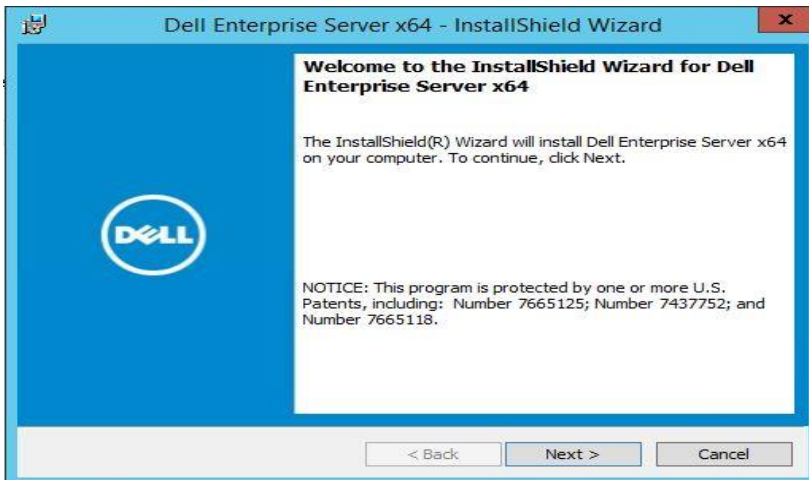 Dell Enterprise Server x64 - InstallShield Wizard
x
Welcome to the InstallShield Wizard for Dell
Enterprise Server x64
The InstallShield(R) Wizard will install Dell Enterprise Server x64
on your computer. To continue, click Next.
DELL
NOTICE: This program is protected by one or more U.S.
Patents, including:  Number 7665125; Number 7437752; and
Number 7665118.
< Back
Next >
Cancel